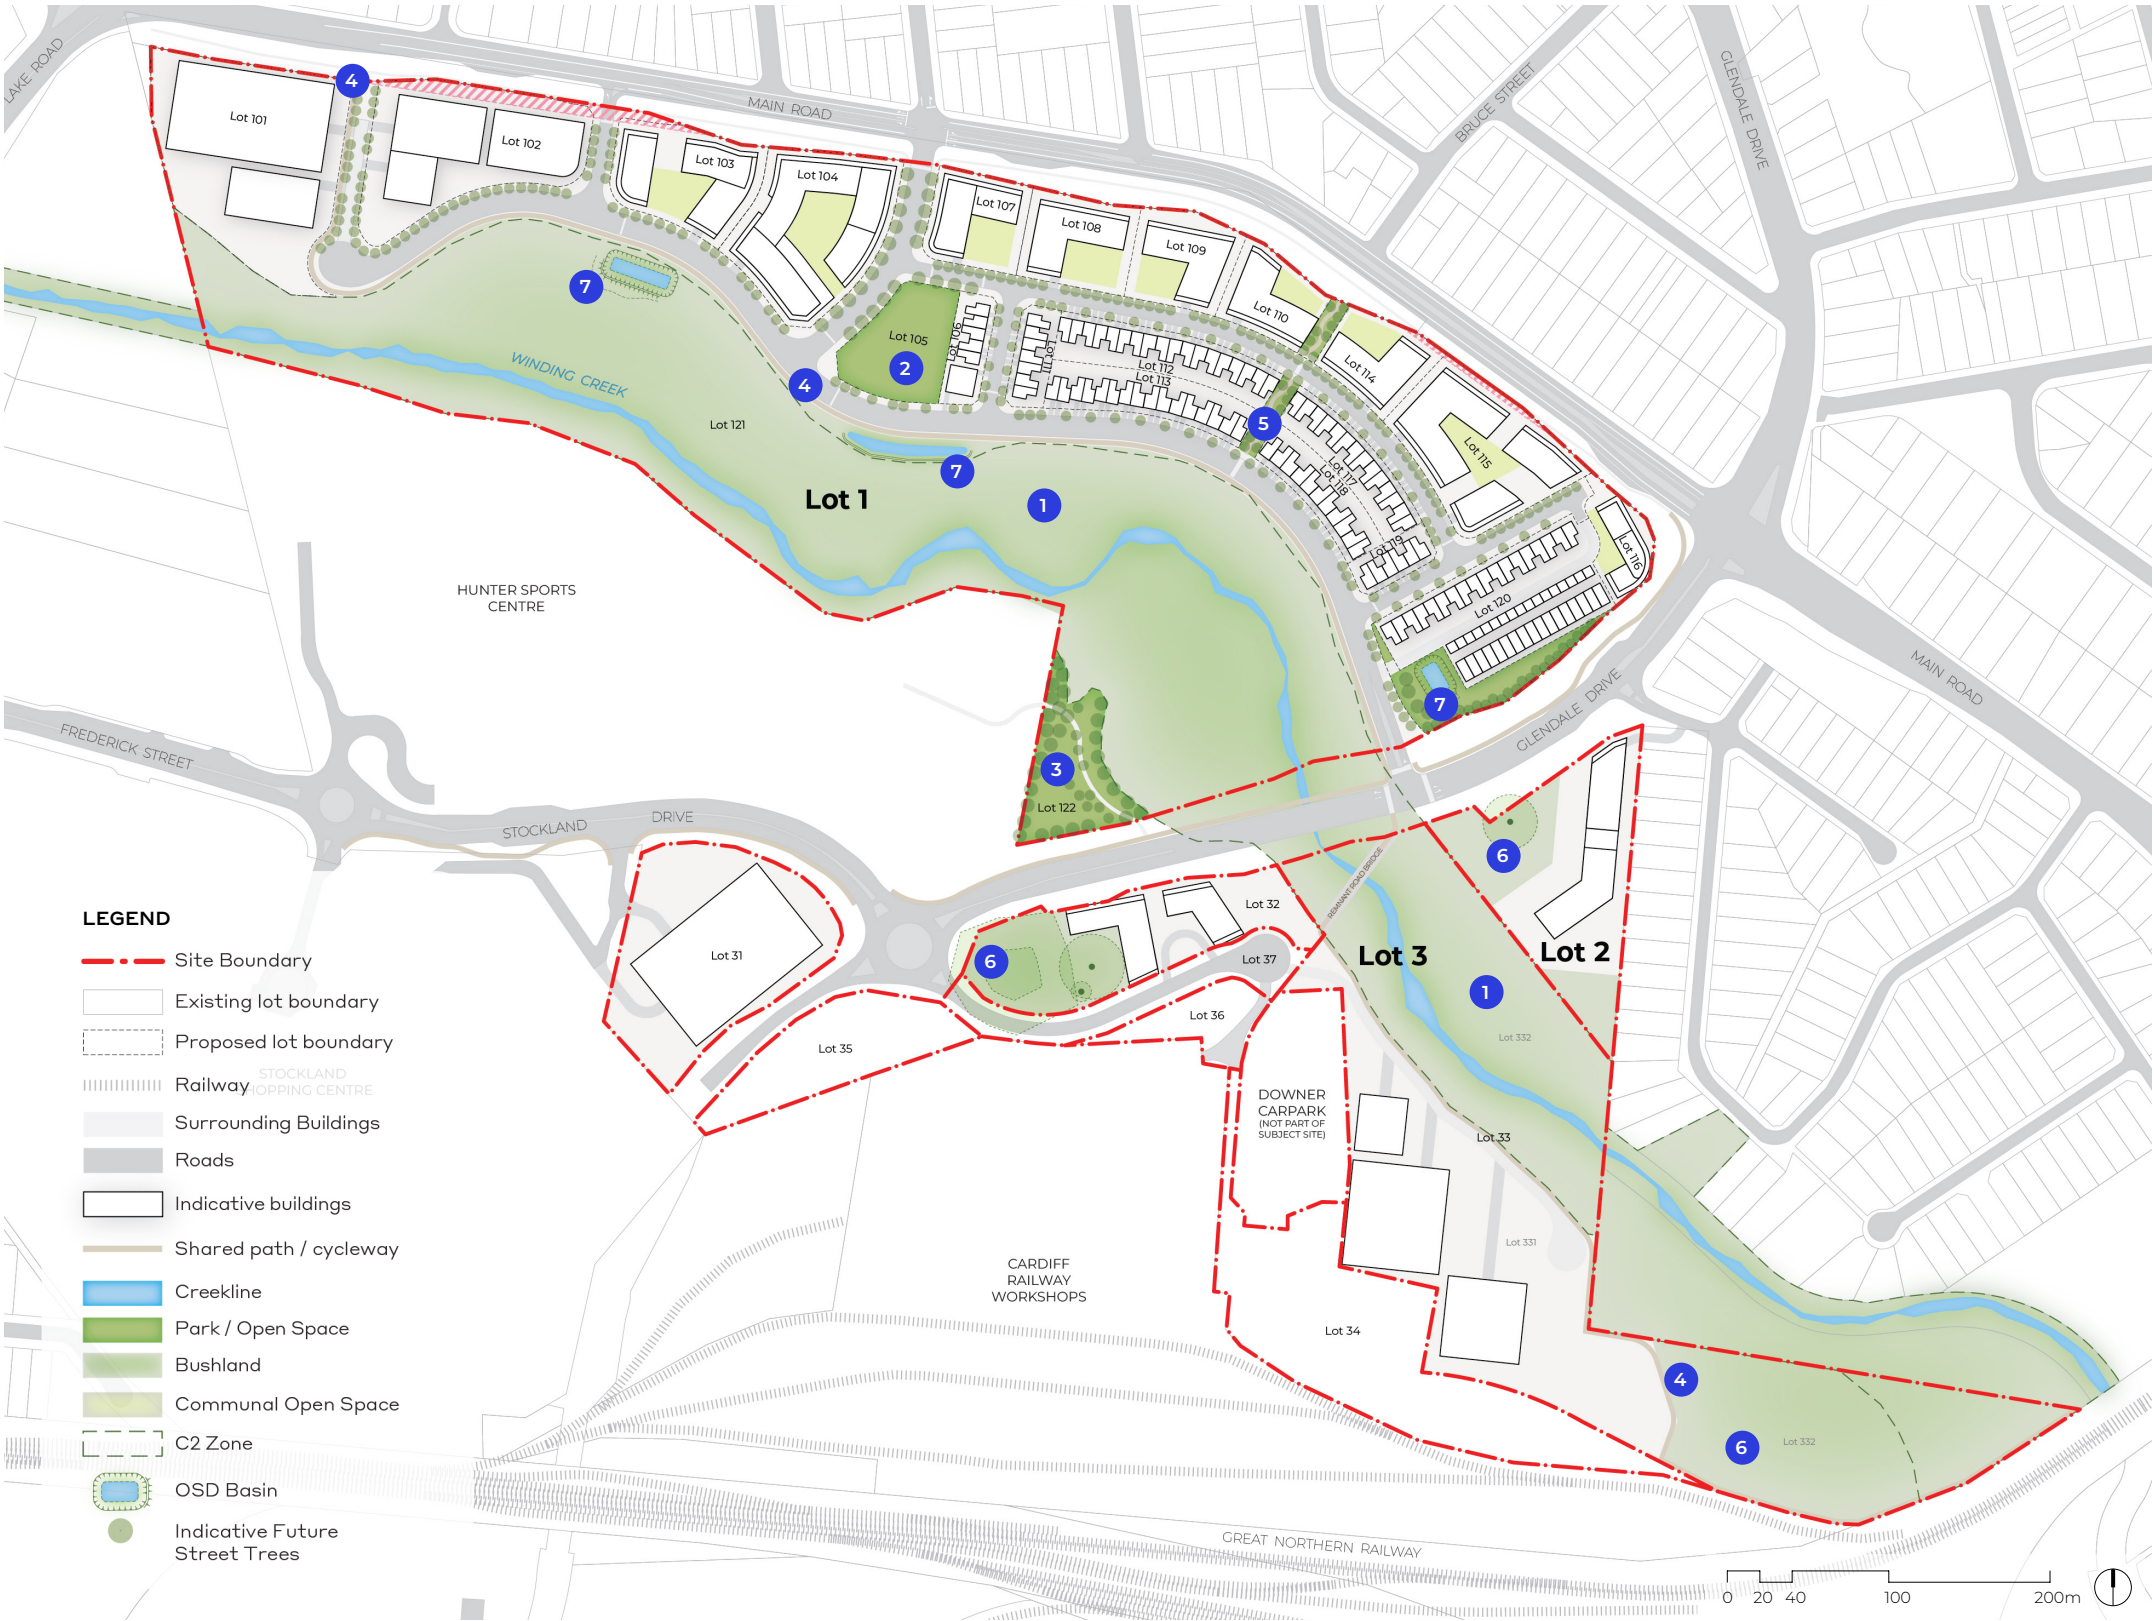 LAKE ROAD
MAIN ROAD
BRUCE STREET
GLENDALE DRIVE
4
Lot 101
Lot 102
Lot 103
Lot 104
Lot 107
Lot 108
Lot 109
Lot 110
7
Lot 105
Lot 106
2
Lot 111
Lot 112
Lot 113
Lot 114
WINDING CREEK
4
5
Lot 121
Lot 115
Lot 117
Lot 118
7
Lot 1
1
Lot 119
Lot 116
HUNTER SPORTS
CENTRE
Lot 120
MAIN ROAD
7
GLENDALE DRIVE
FREDERICK STREET
3
Lot 122
STOCKLAND DRIVE
6
REMNANT ROAD BRIDGE
Lot 32
Lot 31
6
Lot 37
Lot 3
Lot 2
1
Lot 36
Lot 35
Lot 332
DOWNER
CARPARK
(NOT PART OF
SUBJECT SITE)
Lot 33
Lot 331
CARDIFF
RAILWAY
WORKSHOPS
Lot 34
4
6
Lot 332
GREAT NORTHERN RAILWAY
LEGEND
Site Boundary
Existing lot boundary
Proposed lot boundary
STOCKLAND
SHOPPING CENTRE
Railway
Surrounding Buildings
Roads
Indicative buildings
Shared path / cycleway
Creekline
Park / Open Space
Bushland
Communal Open Space
C2 Zone
OSD Basin
Indicative Future
Street Trees
0 20 40 100 200m